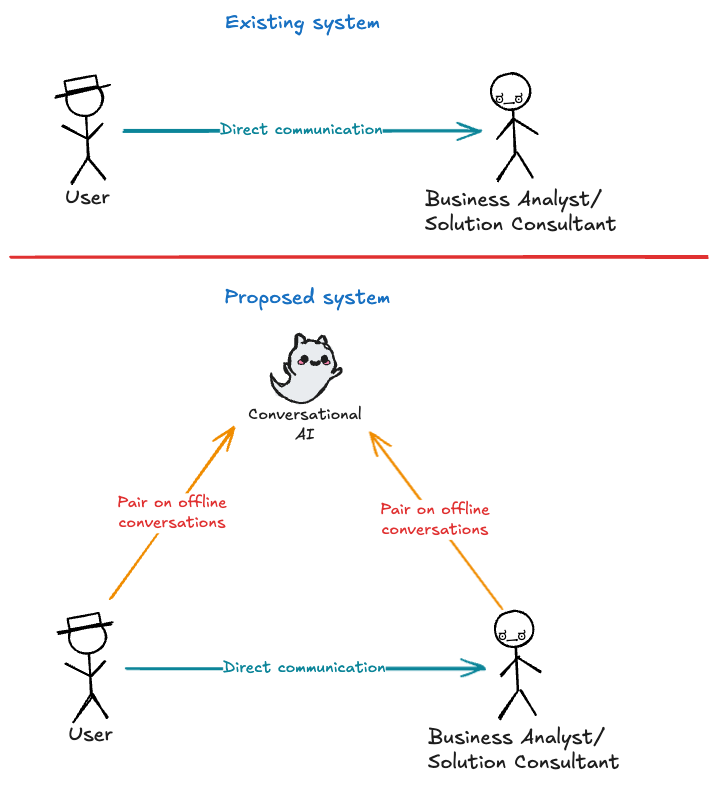 Existing system
Direct communication
User
Business Analyst/
Solution Consultant
Proposed system
Conversational
AI
Pair on offline
conversations
Pair on offline
conversations
Direct communication
User
Business Analyst/
Solution Consultant